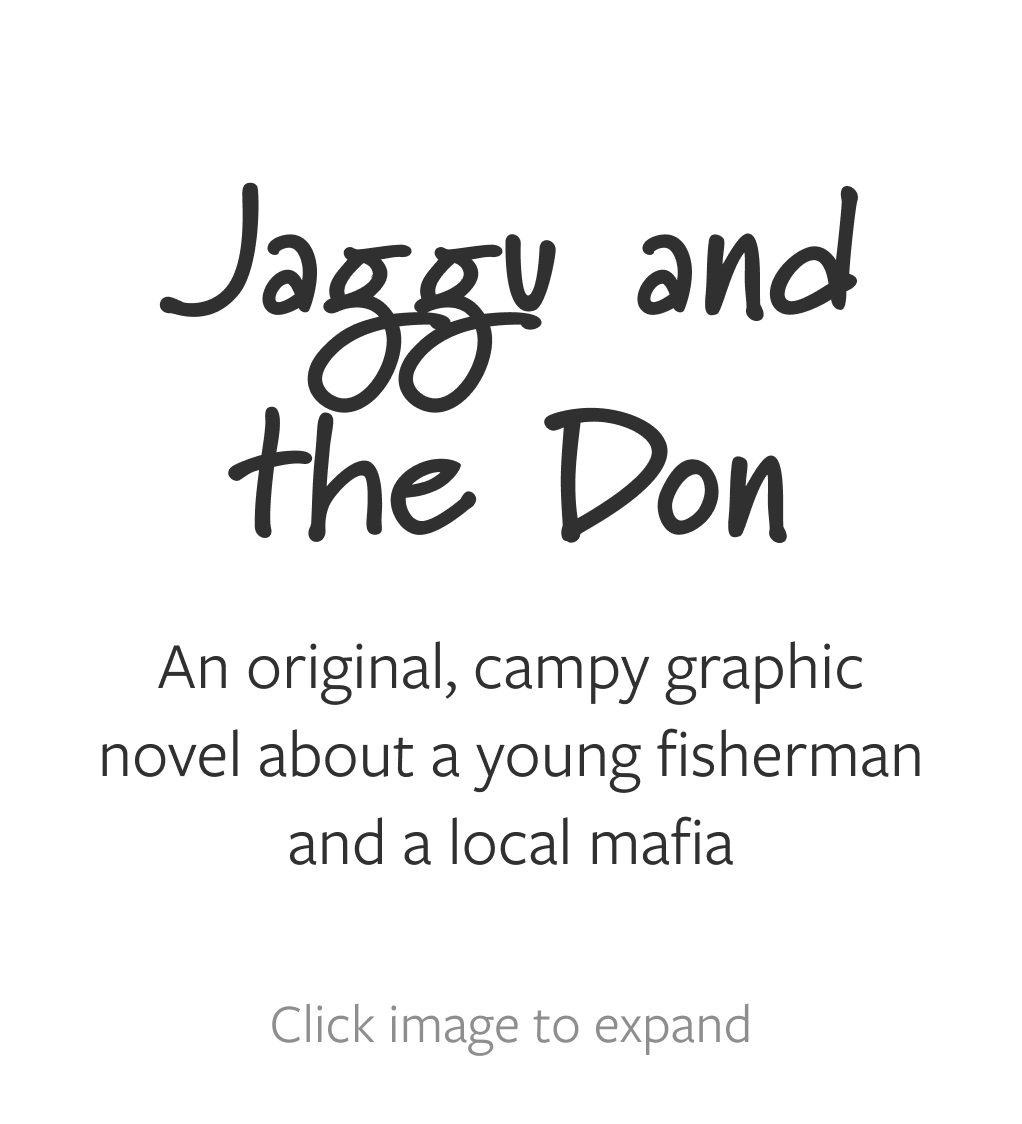 Jaggu and
the Don
An original, campy graphic
novel about a young fisherman
and a local mafia
Click image to expand